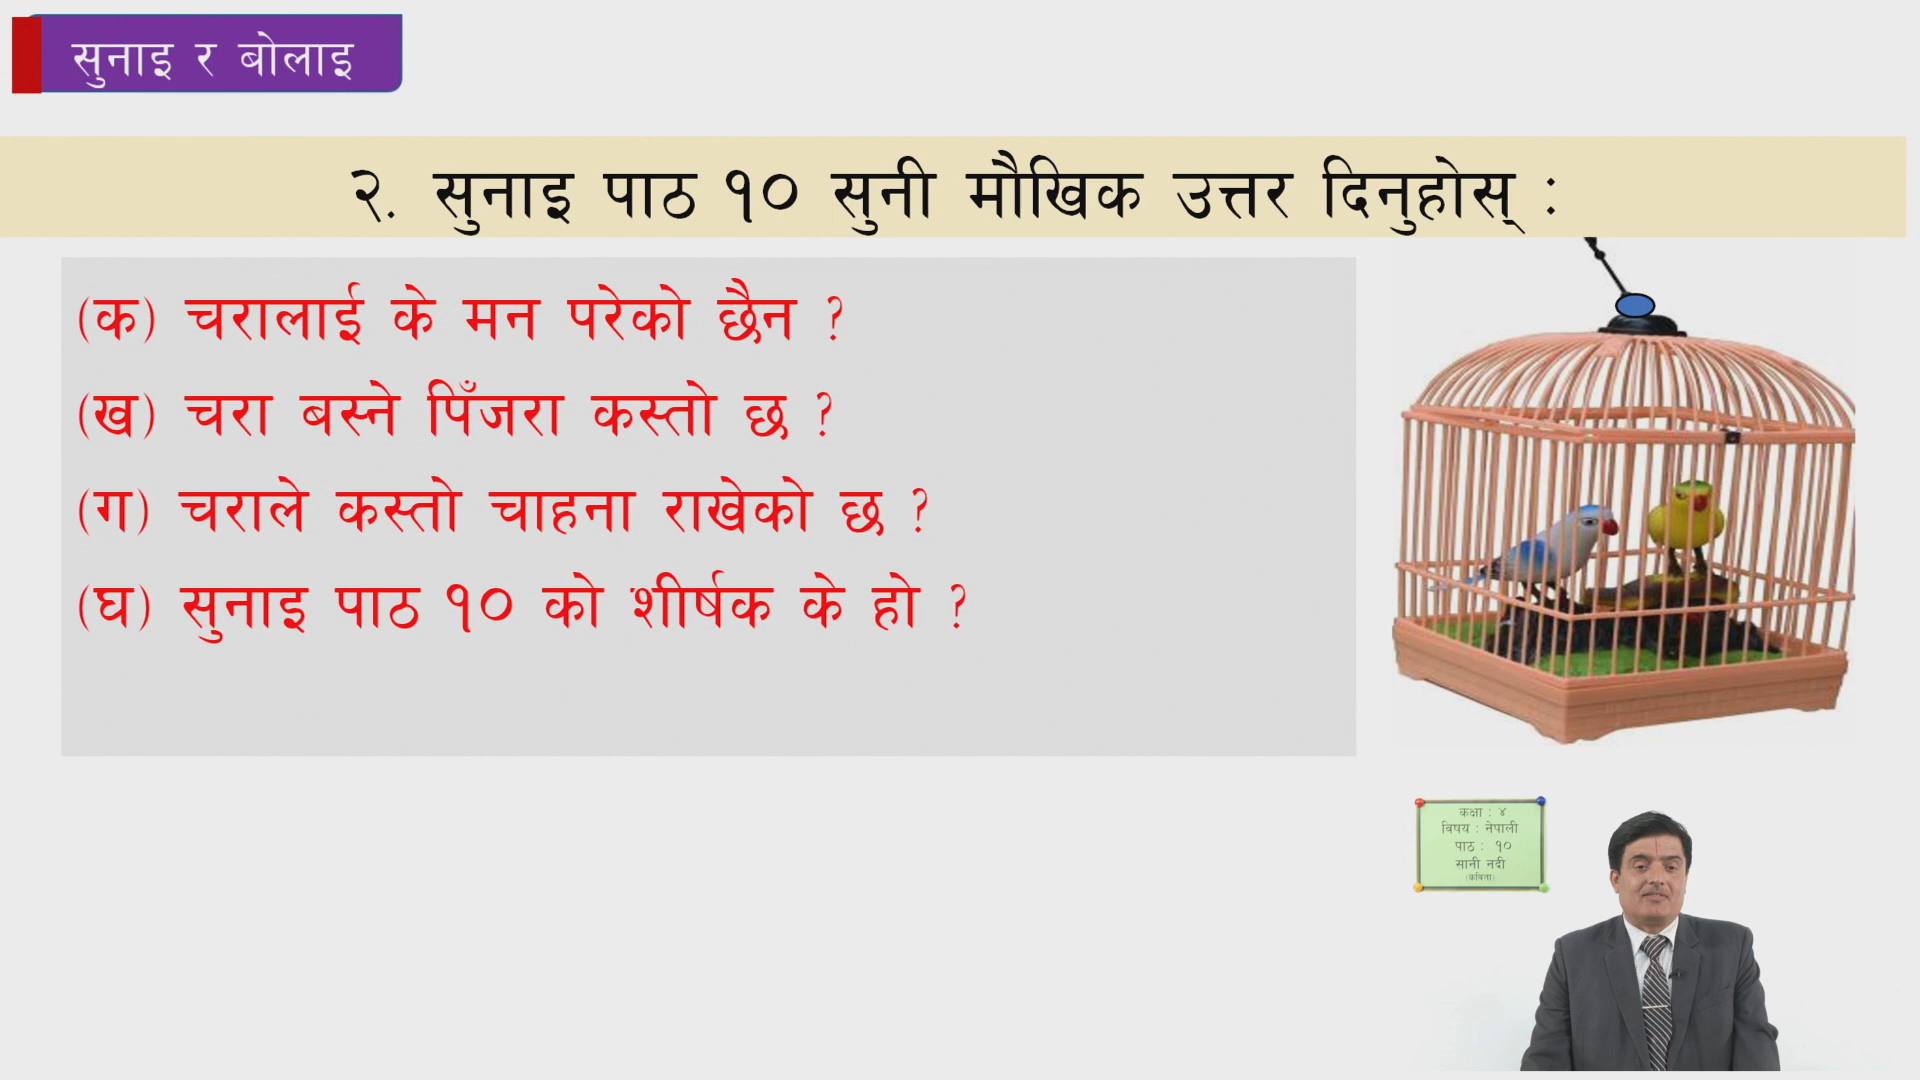 सुनाइ र बोलाइ
२. सुनाइ पाठ १० सुनी मौखिक उत्तर दिनुहोस् :
(क) चरालाई के मन परेको छैन ?
(ख) चरा बस्ने पिँजरा कस्तो छ ?
(ग) चराले कस्तो चाहना राखेको छ ?
(घ) सुनाइ पाठ १० को शीर्षक के हो ?
कक्षा : ४
विषय : नेपाली
पाठ : १०
सानी नदी
(कविता)